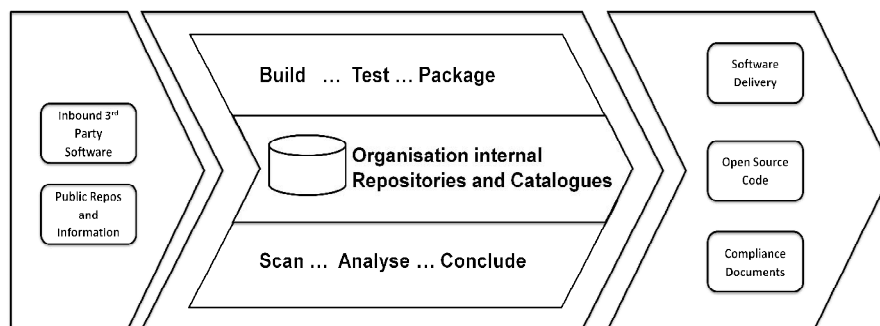 Inbound 3rd
Party
Software
Public Repos
and
Information
Build ... Test ... Package
Organisation internal
Repositories and Catalogues
Scan ... Analyse ... Conclude
Software
Delivery
Open Source
Code
Compliance
Documents